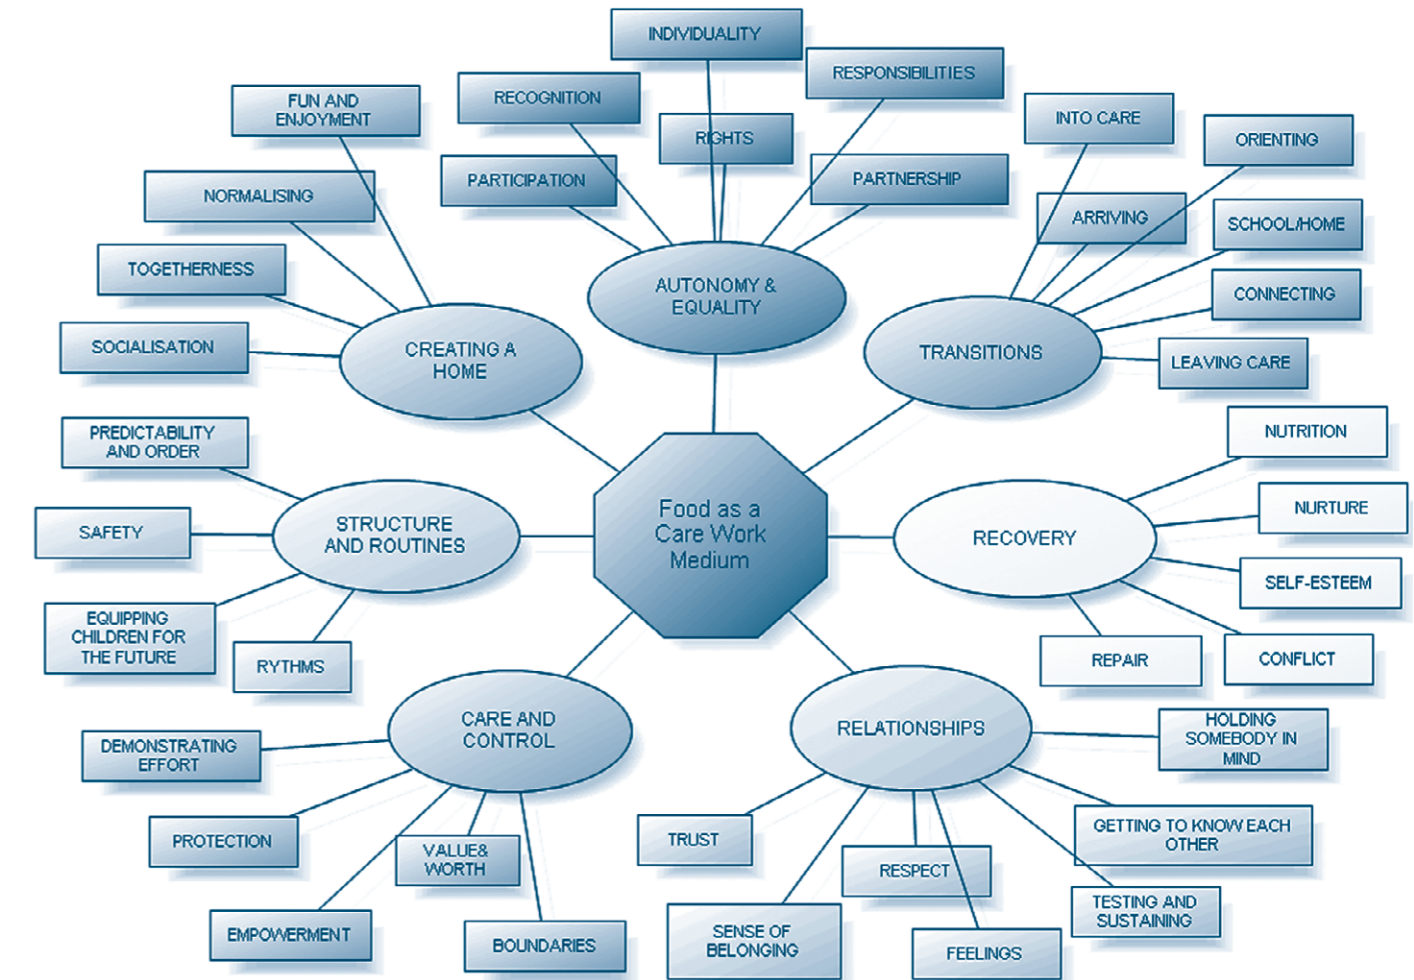 INDIVIDUALITY
RESPONSIBILITIES
RECOGNITION
FUN AND
ENJOYMENT
INTO CARE
RIGHTS
ORIENTING
PARTICIPATION
PARTNERSHIP
NORMALISING
ARRIVING
SCHOOL/HOME
TOGETHERNESS
AUTONOMY &
EQUALITY
CONNECTING
SOCIALISATION
CREATING A
HOME
TRANSITIONS
LEAVING CARE
PREDICTABILITY
AND ORDER
NUTRITION
Food as a
Care Work
Medium
NURTURE
SAFETY
STRUCTURE
AND ROUTINES
RECOVERY
SELF-ESTEEM
EQUIPPING
CHILDREN FOR
THE FUTURE
RYTHMS
REPAIR
CONFLICT
CARE AND
CONTROL
RELATIONSHIPS
HOLDING
SOMEBODY IN
MIND
DEMONSTRATING
EFFORT
PROTECTION
VALUE&
WORTH
TRUST
GETTING TO KNOW EACH
OTHER
RESPECT
TESTING AND
SUSTAINING
EMPOWERMENT
BOUNDARIES
SENSE OF
BELONGING
FEELINGS